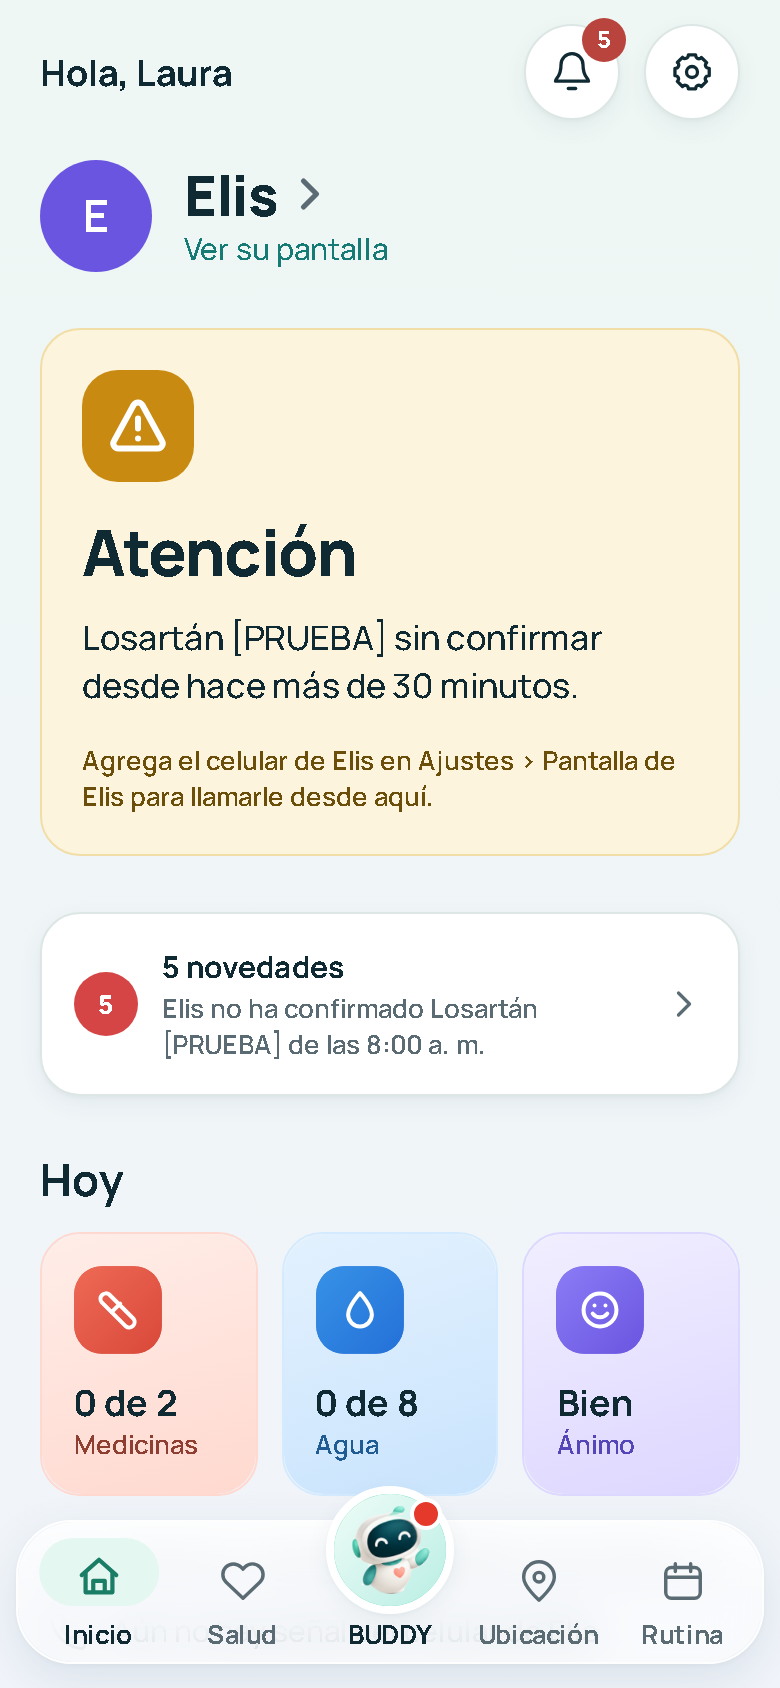 Hola, Laura
5
E
Elis
Ver su pantalla
Atención
Losartán [PRUEBA] sin confirmar
desde hace más de 30 minutos.
Agrega el celular de Elis en Ajustes > Pantalla de
Elis para llamarle desde aquí.
5
5 novedades
Elis no ha confirmado Losartán
[PRUEBA] de las 8:00 a. m.
Hoy
0 de 2
Medicinas
0 de 8
Agua
Bien
Ánimo
Inicio
Salud
BUDDY
Ubicación
Rutina